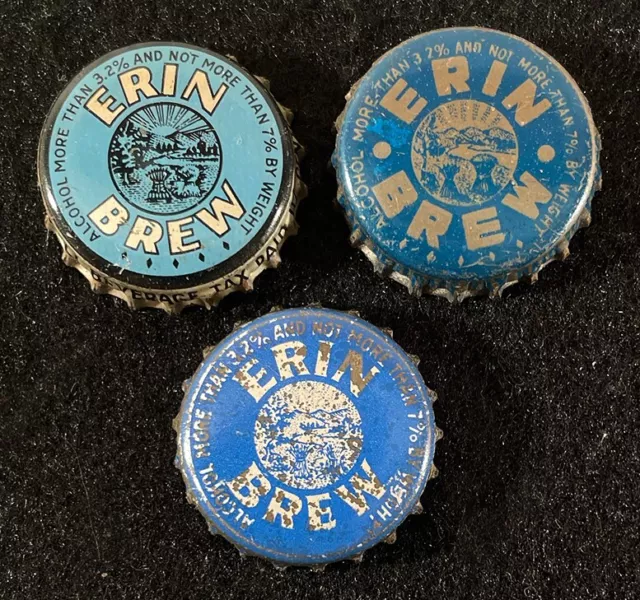 ALCOHOL MORE THAN 3.2% AND NOT MORE THAN 7% BY WEIGHT
ERIN
BREW
BEVERAGE TAX PAID
ALCOHOL MORE THAN 3.2% AND NOT MORE THAN 7% BY WEIGHT
ERIN
BREW
ALCOHOL MORE THAN 3.2% AND NOT MORE THAN 7% BY WEIGHT
ERIN
BREW